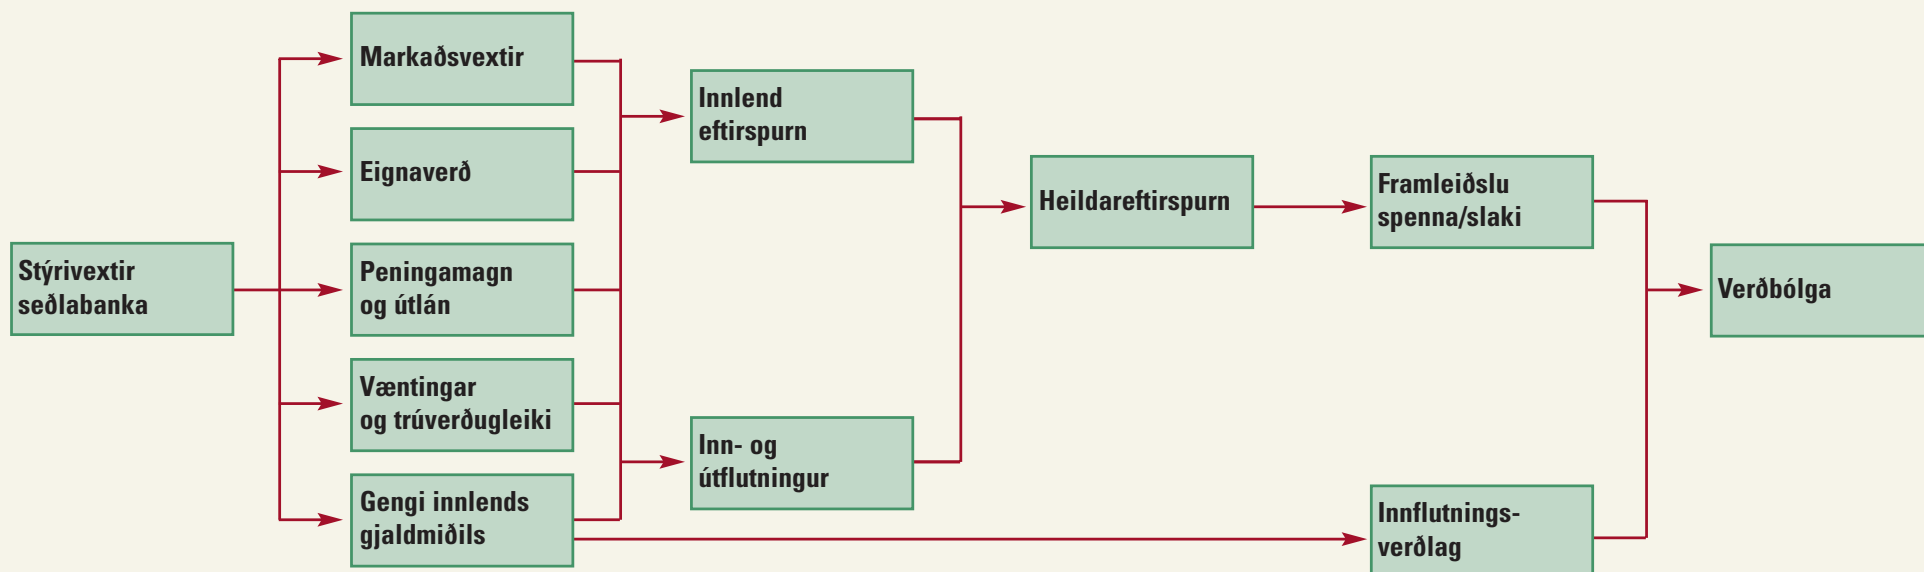 Stýrivextir
seðlabanka
Markaðsvextir
Eignaverð
Peningamagn
og útlán
Væntingar
og trúverðugleiki
Gengi innlends
gjaldmiðils
Innlend
eftirspurn
Inn- og
útflutningur
Heildareftirspurn
Framleiðslu
spenna/slaki
Innflutnings-
verðlag
Verðbólga